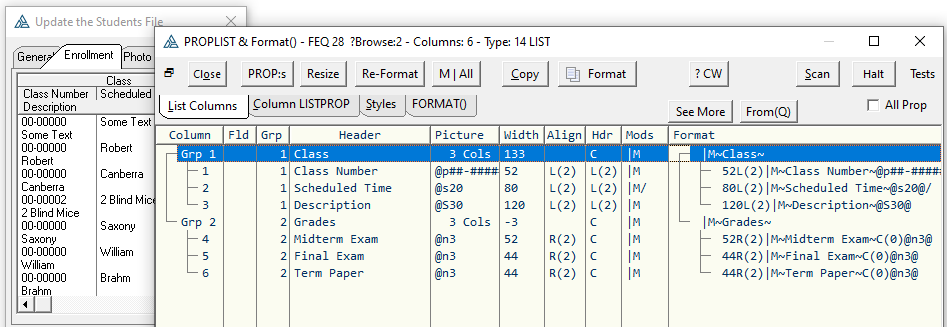 Update the Students File
General Enrollment Photo
Class
Class Number Scheduled
Description
00-00000 Some Text
Some Text
00-00000 Robert
Robert
00-00000 Canberra
Canberra
00-00002 2 Blind Mice
2 Blind Mice
00-00000 Saxony
Saxony
00-00000 William
William
00-00000 Brahm
Brahm
PROPLIST & Format() - FEQ 28 ?Browse:2 - Columns: 6 - Type: 14 LIST
Close PROP:s Resize Re-Format M | All Copy Format ? CW Scan Halt Tests
List Columns Column LISTPROP Styles FORMAT() See More From(Q) All Prop
Column Fld Grp Header Picture Width Align Hdr Mods Format
Grp 1 1 Class 3 Cols 133 C |M |M~Class~
1 1 Class Number @p##-#### 52 L(2) L(2) |M 52L(2)|M~Class Number~@p##-####
2 1 Scheduled Time @s20 80 L(2) L(2) M/ 80L(2)|M~Scheduled Time~@s20@/
3 1 Description @S30 120 L(2) L(2) |M 120L(2)|M~Description~@S30@
Grp 2 2 Grades 3 Cols -3 C |M |M~Grades~
4 2 Midterm Exam @n3 52 R(2) C |M 52R(2)|M~Midterm Exam~C(0)@n3@
5 2 Final Exam @n3 44 R(2) C |M 44R(2)|M~Final Exam~C(0)@n3@
6 2 Term Paper @n3 44 R(2) C |M 44R(2)|M~Term Paper~C(0)@n3@